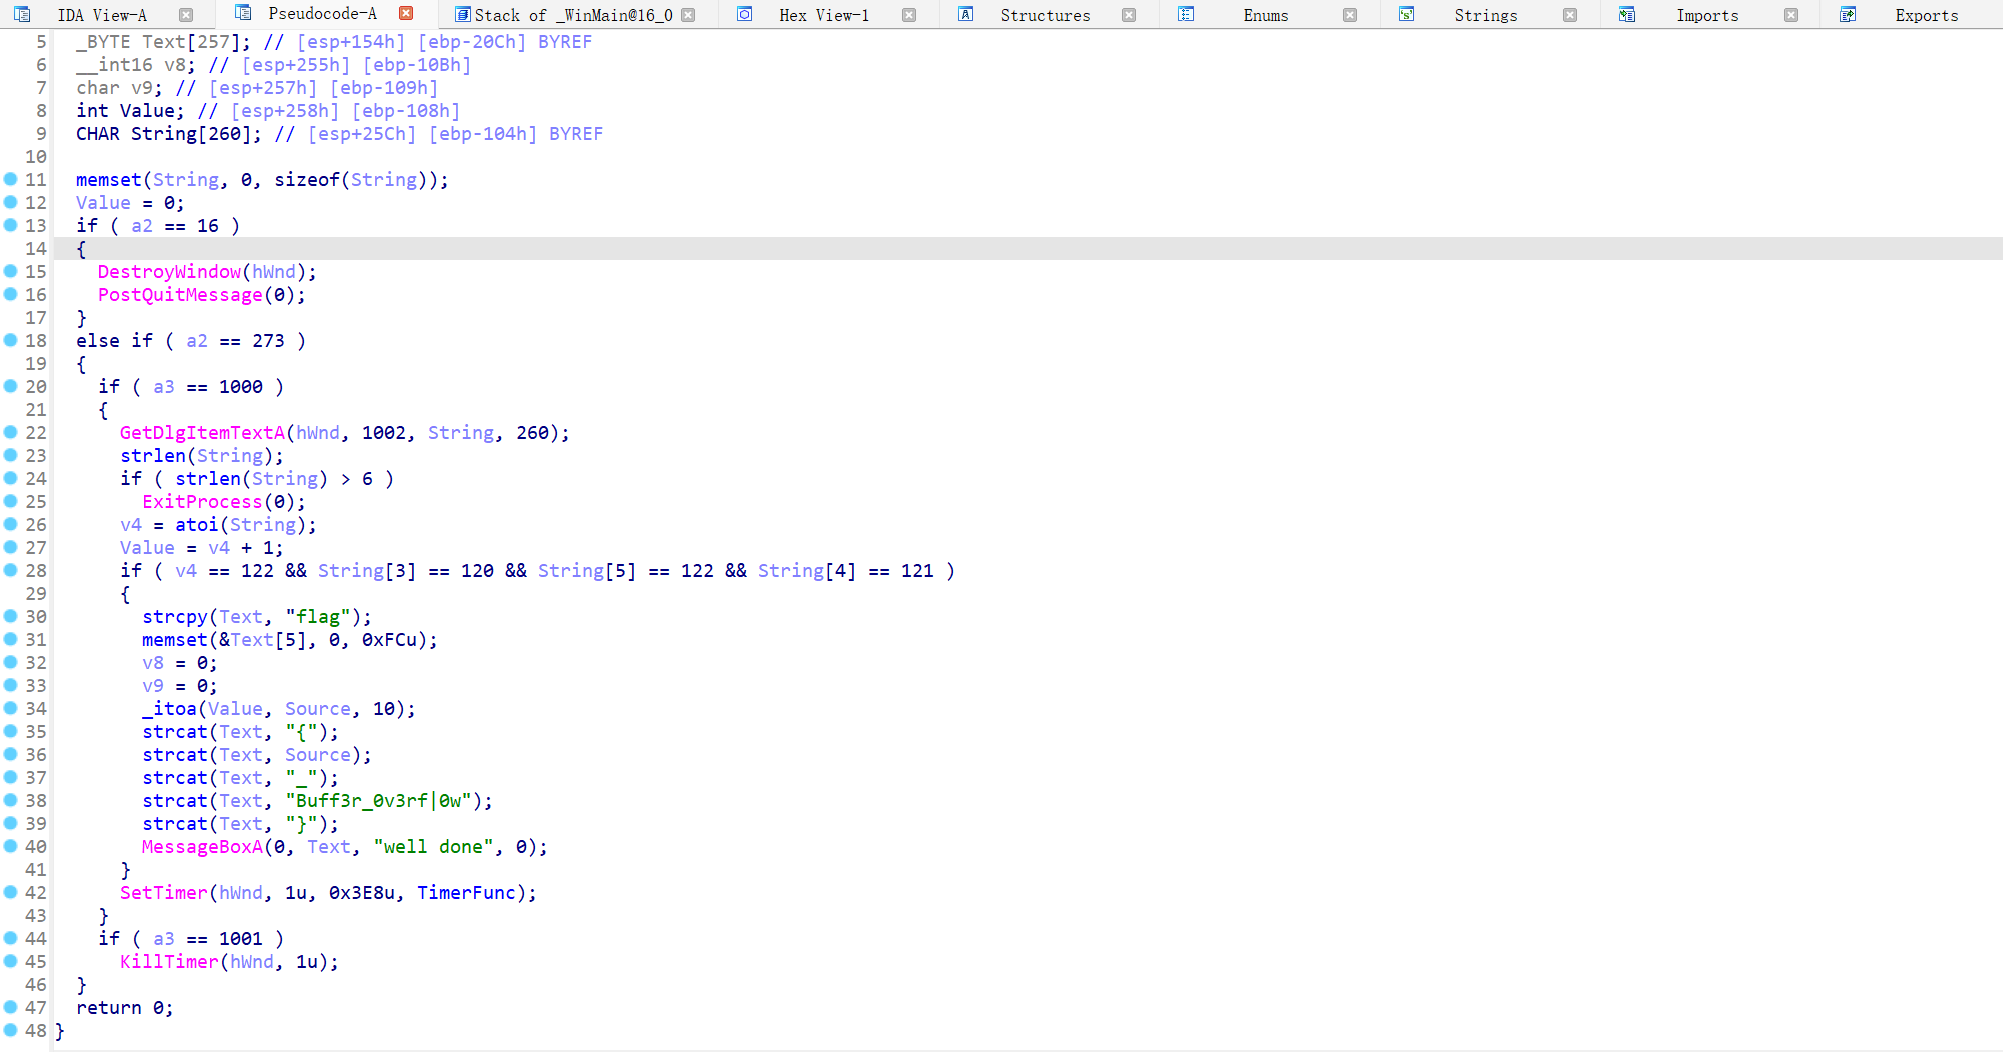 IDA View-A Pseudocode-A Stack of _WinMain@16_0 Hex View-1 Structures Enums Strings Imports Exports
5 _BYTE Text[257]; // [esp+154h] [ebp-20Ch] BYREF
6 __int16 v8; // [esp+255h] [ebp-10Bh]
7 char v9; // [esp+257h] [ebp-109h]
8 int Value; // [esp+258h] [ebp-108h]
9 CHAR String[260]; // [esp+25Ch] [ebp-104h] BYREF
10
11 memset(String, 0, sizeof(String));
12 Value = 0;
13 if ( a2 == 16 )
14 {
15 DestroyWindow(hWnd);
16 PostQuitMessage(0);
17 }
18 else if ( a2 == 273 )
19 {
20 if ( a3 == 1000 )
21 {
22 GetDlgItemTextA(hWnd, 1002, String, 260);
23 strlen(String);
24 if ( strlen(String) > 6 )
25 ExitProcess(0);
26 v4 = atoi(String);
27 Value = v4 + 1;
28 if ( v4 == 122 && String[3] == 120 && String[5] == 122 && String[4] == 121 )
29 {
30 strcpy(Text, "flag");
31 memset(&Text[5], 0, 0xFCu);
32 v8 = 0;
33 v9 = 0;
34 _itoa(Value, Source, 10);
35 strcat(Text, "{");
36 strcat(Text, Source);
37 strcat(Text, "_");
38 strcat(Text, "Buff3r_0v3rf|0w");
39 strcat(Text, "}");
40 MessageBoxA(0, Text, "well done", 0);
41 }
42 SetTimer(hWnd, 1u, 0x3E8u, TimerFunc);
43 }
44 if ( a3 == 1001 )
45 KillTimer(hWnd, 1u);
46 }
47 return 0;
48 }